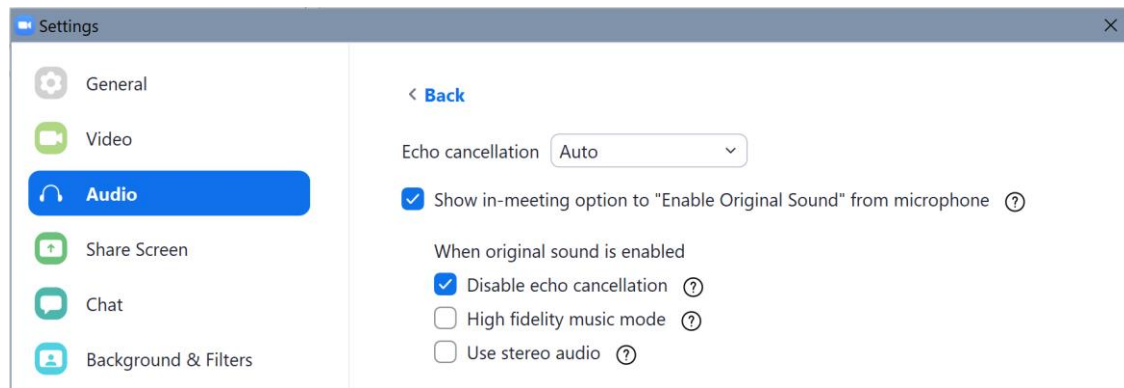 Settings
General
Video
Audio
Share Screen
Chat
Background & Filters
Back
Echo cancellation Auto
Show in-meeting option to "Enable Original Sound" from microphone ?
When original sound is enabled
Disable echo cancellation ?
High fidelity music mode ?
Use stereo audio ?